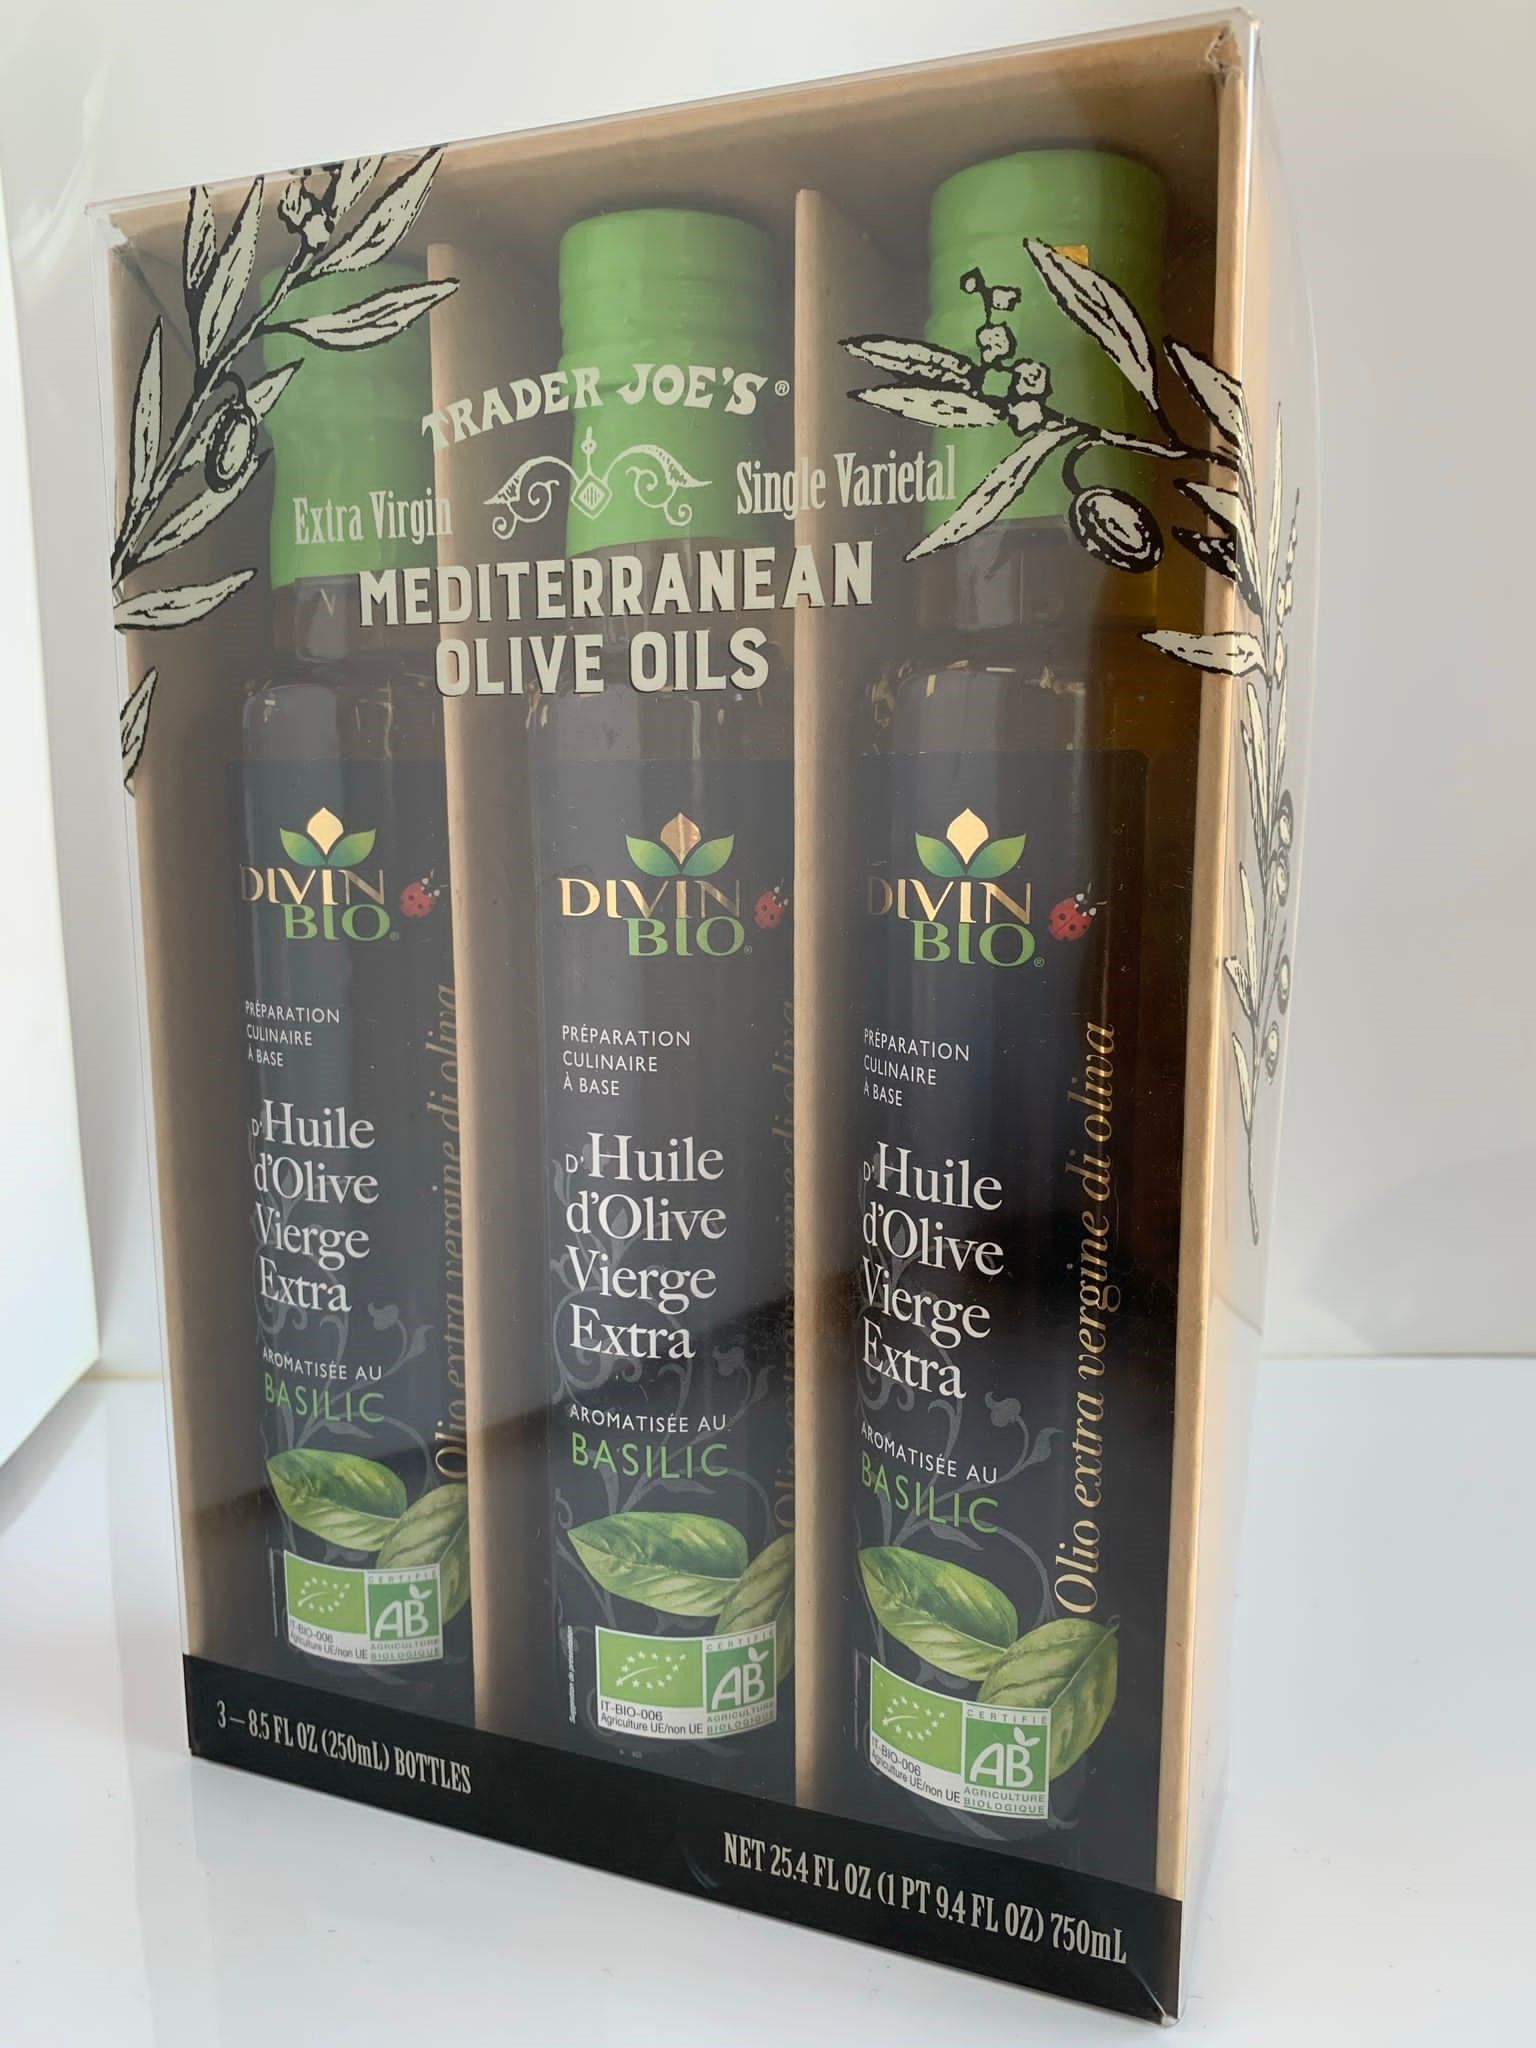 TRADER JOE'S®
Extra Virgin
Single Varietal
MEDITERRANEAN
OLIVE OILS
DIVIN
BIO®
PRÉPARATION
CULINAIRE
À BASE
D'Huile
d'Olive
Vierge
Extra
AROMATISÉE AU
BASILIC
Olio extra vergine di oliva
CERTIFIÉ
AB
AGRICULTURE
BIOLOGIQUE
IT-BIO-006
Agriculture UE/non UE
DIVIN
BIO®
PRÉPARATION
CULINAIRE
À BASE
D'Huile
d'Olive
Vierge
Extra
AROMATISÉE AU
BASILIC
Olio extra vergine di oliva
Suggestion de présentation
CERTIFIÉ
AB
AGRICULTURE
BIOLOGIQUE
IT-BIO-006
Agriculture UE/non UE
DIVIN
BIO®
PRÉPARATION
CULINAIRE
À BASE
D'Huile
d'Olive
Vierge
Extra
AROMATISÉE AU
BASILIC
Olio extra vergine di oliva
CERTIFIÉ
AB
AGRICULTURE
BIOLOGIQUE
IT-BIO-006
Agriculture UE/non UE
3–8.5 FL OZ (250mL) BOTTLES
NET 25.4 FL OZ (1 PT 9.4 FL OZ) 750mL